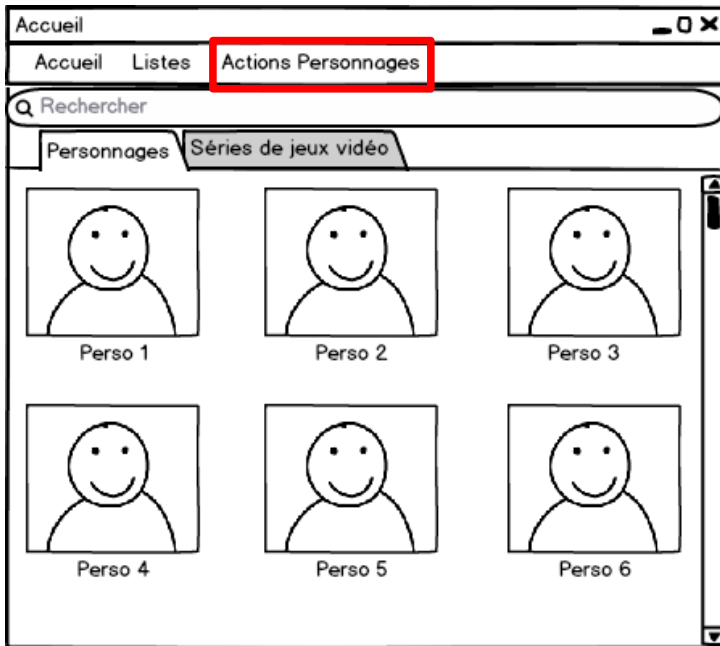 Accueil
Accueil Listes Actions Personnages
Rechercher
Personnages Séries de jeux vidéo
Perso 1 Perso 2 Perso 3
Perso 4 Perso 5 Perso 6